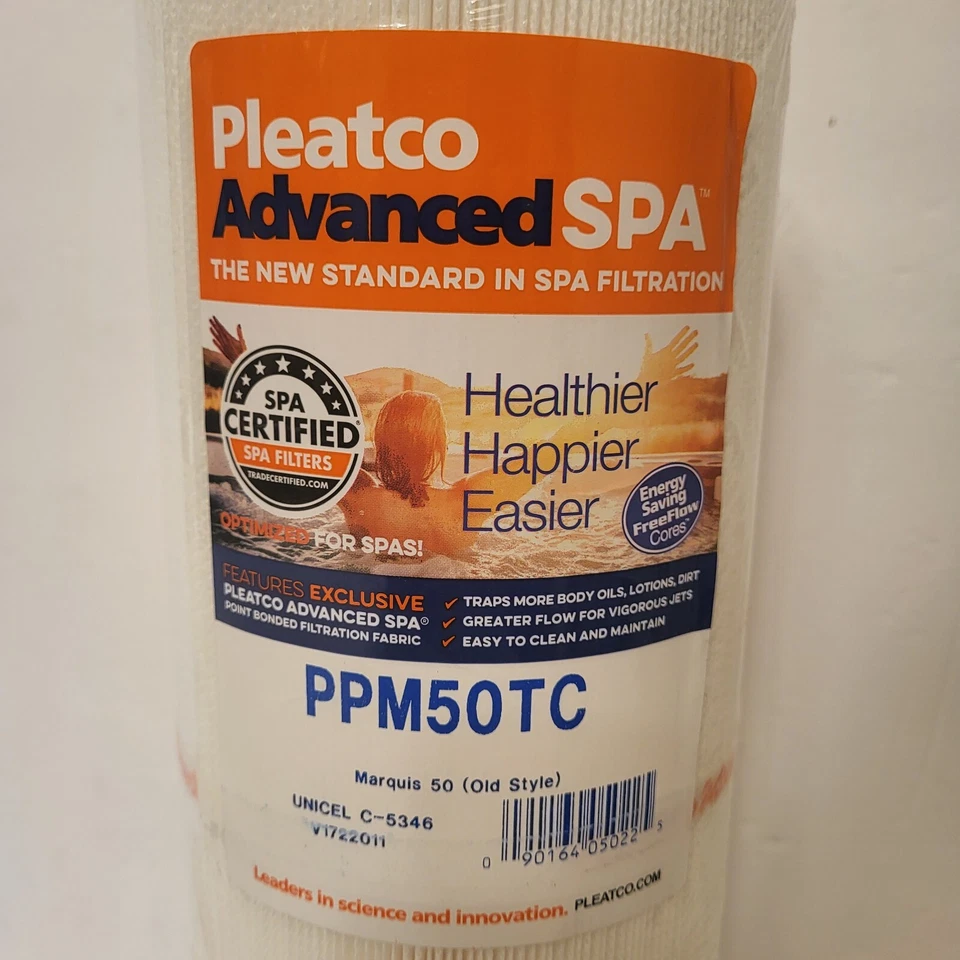 Pleatco
Advanced SPA™
THE NEW STANDARD IN SPA FILTRATION
SPA
CERTIFIED®
SPA FILTERS
TRADECERTIFIED.COM
Healthier
Happier
Easier
Energy
Saving
FreeFlow
Cores™
OPTIMIZED FOR SPAS!
FEATURES EXCLUSIVE
PLEATCO ADVANCED SPA®
POINT BONDED FILTRATION FABRIC
✓ TRAPS MORE BODY OILS, LOTIONS, DIRT
✓ GREATER FLOW FOR VIGOROUS JETS
✓ EASY TO CLEAN AND MAINTAIN
PPM50TC
Marquis 50 (Old Style)
UNICEL C-5346
V1722011
0 90164 05022 5
Leaders in science and innovation. PLEATCO.COM